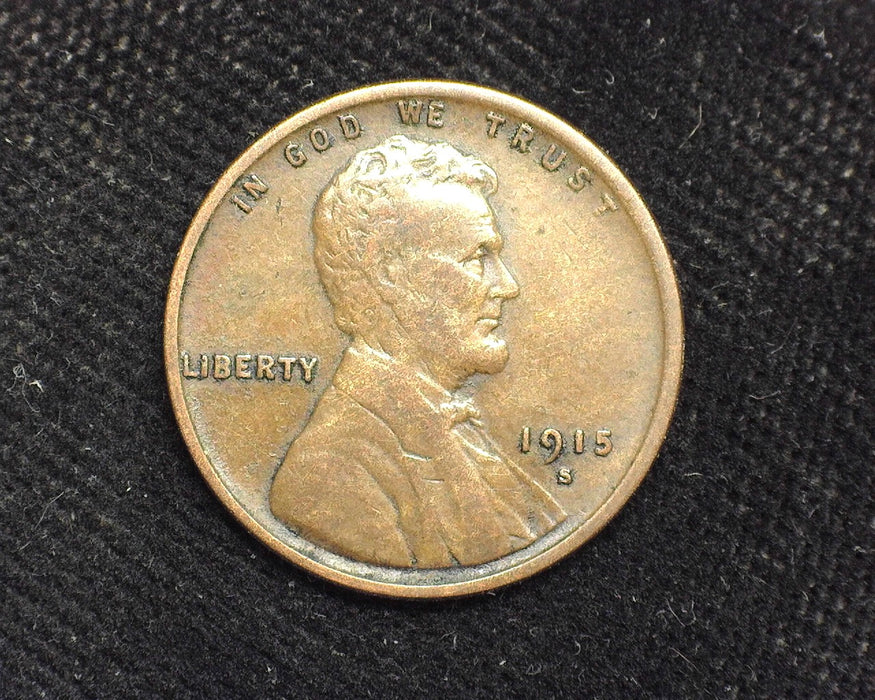 IN GOD WE TRUST
LIBERTY
1915
S